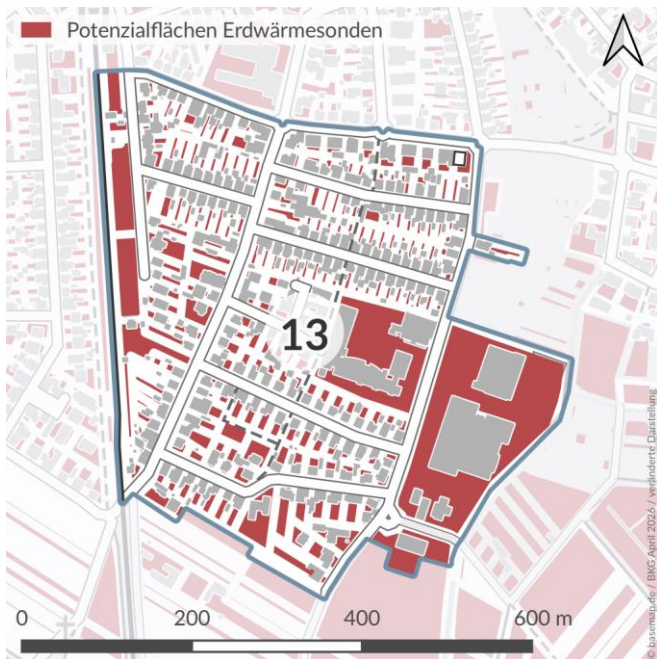 Potenzialflächen Erdwärmesonden
13
0 200 400 600 m
© basemap.de / BKG April 2026 / veränderte Darstellung